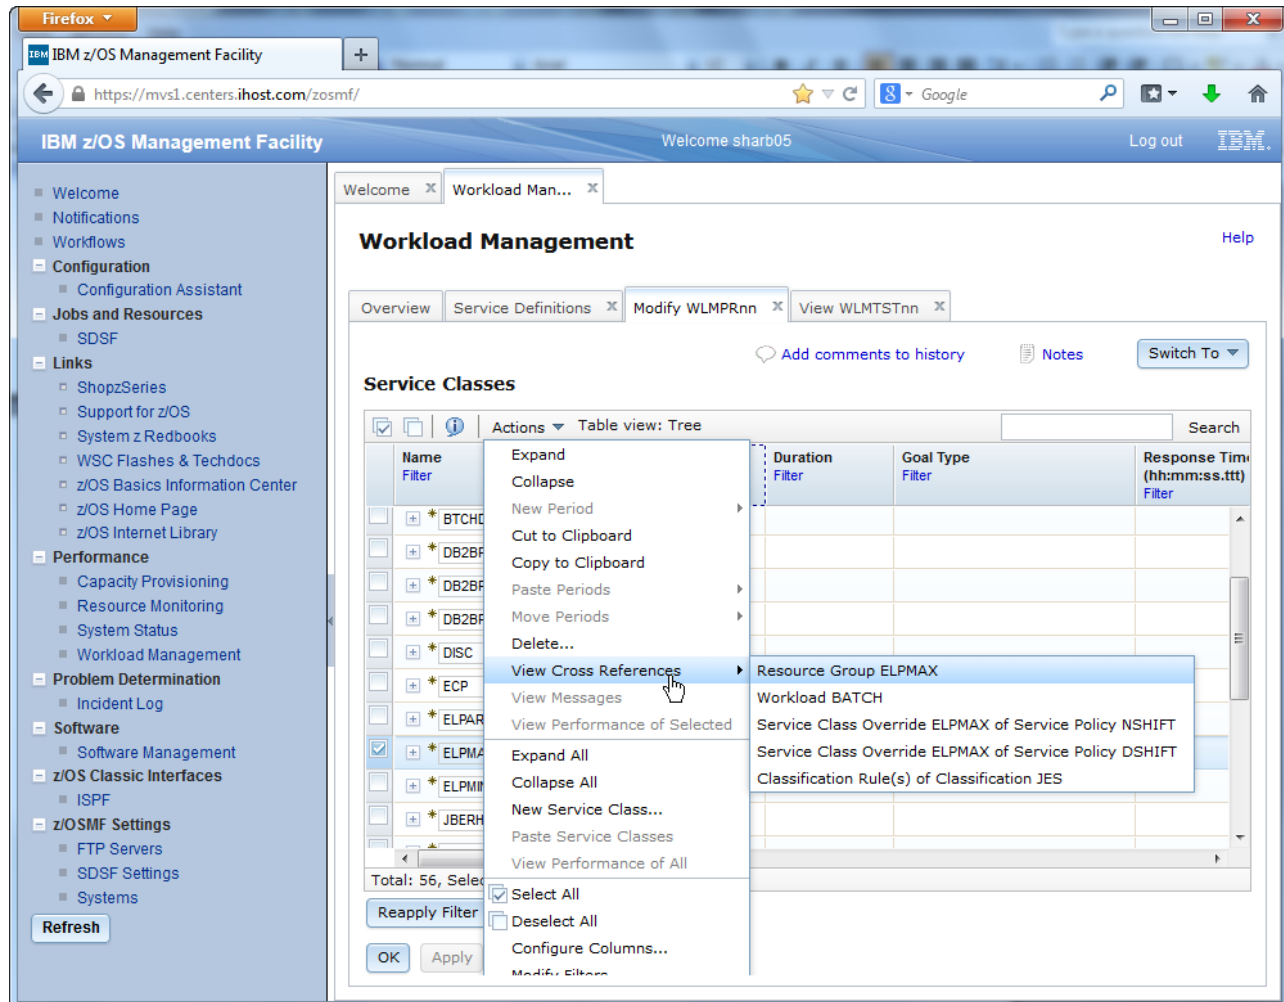 Firefox
IBM IBM z/OS Management Facility
https://mvs1.centers.ihost.com/zosmf/
8 Google
IBM z/OS Management Facility
Welcome sharb05
Log out
IBM.
Welcome
Notifications
Workflows
Configuration
Configuration Assistant
Jobs and Resources
SDSF
Links
ShopzSeries
Support for z/OS
System z Redbooks
WSC Flashes & Techdocs
z/OS Basics Information Center
z/OS Home Page
z/OS Internet Library
Performance
Capacity Provisioning
Resource Monitoring
System Status
Workload Management
Problem Determination
Incident Log
Software
Software Management
z/OS Classic Interfaces
ISPF
z/OSMF Settings
FTP Servers
SDSF Settings
Systems
Refresh
Welcome
Workload Man...
Workload Management
Help
Overview
Service Definitions
Modify WLMPRnn
View WLMTSTnn
Add comments to history
Notes
Switch To
Service Classes
Actions
Table view: Tree
Search
Name
Filter
Duration
Filter
Goal Type
Filter
Response Time
(hh:mm:ss.ttt)
Filter
* BTCHD
* DB2BP
* DB2BP
* DB2BP
* DISC
* ECP
* ELPAR
* ELPMA
* ELPMIN
* JBERH
Total: 56, Selec
Reapply Filter
OK
Apply
Expand
Collapse
New Period
Cut to Clipboard
Copy to Clipboard
Paste Periods
Move Periods
Delete...
View Cross References
View Messages
View Performance of Selected
Expand All
Collapse All
New Service Class...
Paste Service Classes
View Performance of All
Select All
Deselect All
Configure Columns...
Modify Filters
Resource Group ELPMAX
Workload BATCH
Service Class Override ELPMAX of Service Policy NSHIFT
Service Class Override ELPMAX of Service Policy DSHIFT
Classification Rule(s) of Classification JES